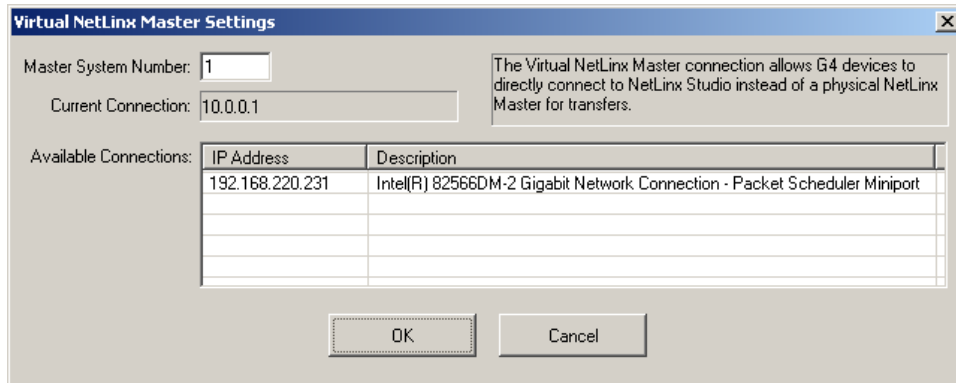 Virtual NetLinx Master Settings
Master System Number: 1
The Virtual NetLinx Master connection allows G4 devices to
directly connect to NetLinx Studio instead of a physical NetLinx
Master for transfers.
Current Connection: 10.0.0.1
Available Connections:
IP Address Description
192.168.220.231 Intel(R) 82566DM-2 Gigabit Network Connection - Packet Scheduler Miniport
OK Cancel